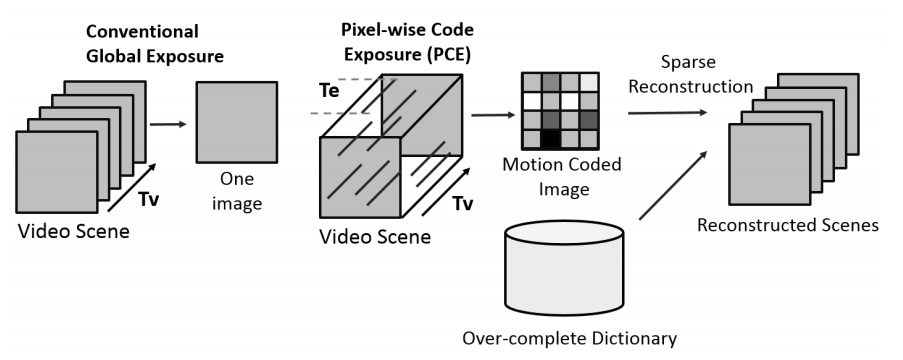 Conventional
Global Exposure
Tv
Video Scene
One
image
Pixel-wise Code
Exposure (PCE)
Te
Tv
Video Scene
Motion Coded
Image
Sparse
Reconstruction
Over-complete Dictionary
Reconstructed Scenes